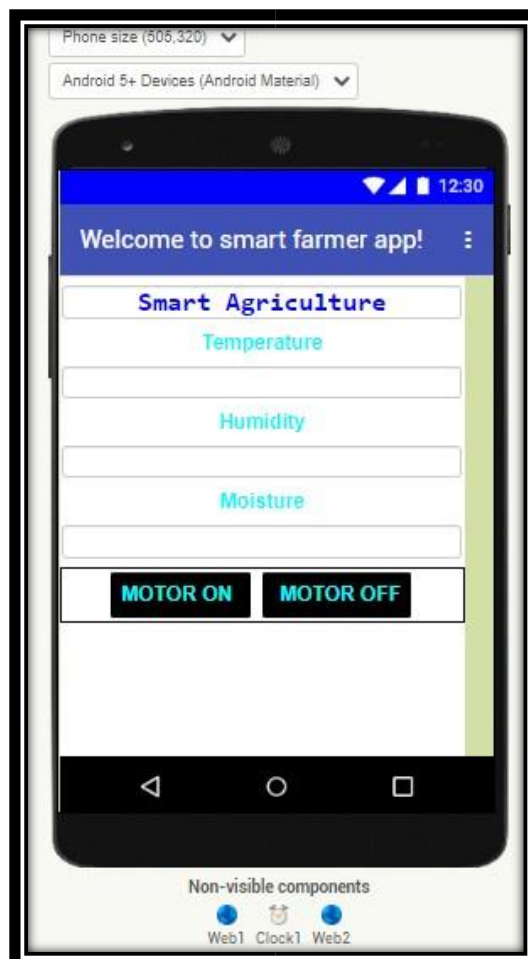 Phone size (505,320)
Android 5+ Devices (Android Material)
12:30
Welcome to smart farmer app!
Smart Agriculture
Temperature
Humidity
Moisture
MOTOR ON MOTOR OFF
Non-visible components
Web1 Clock1 Web2